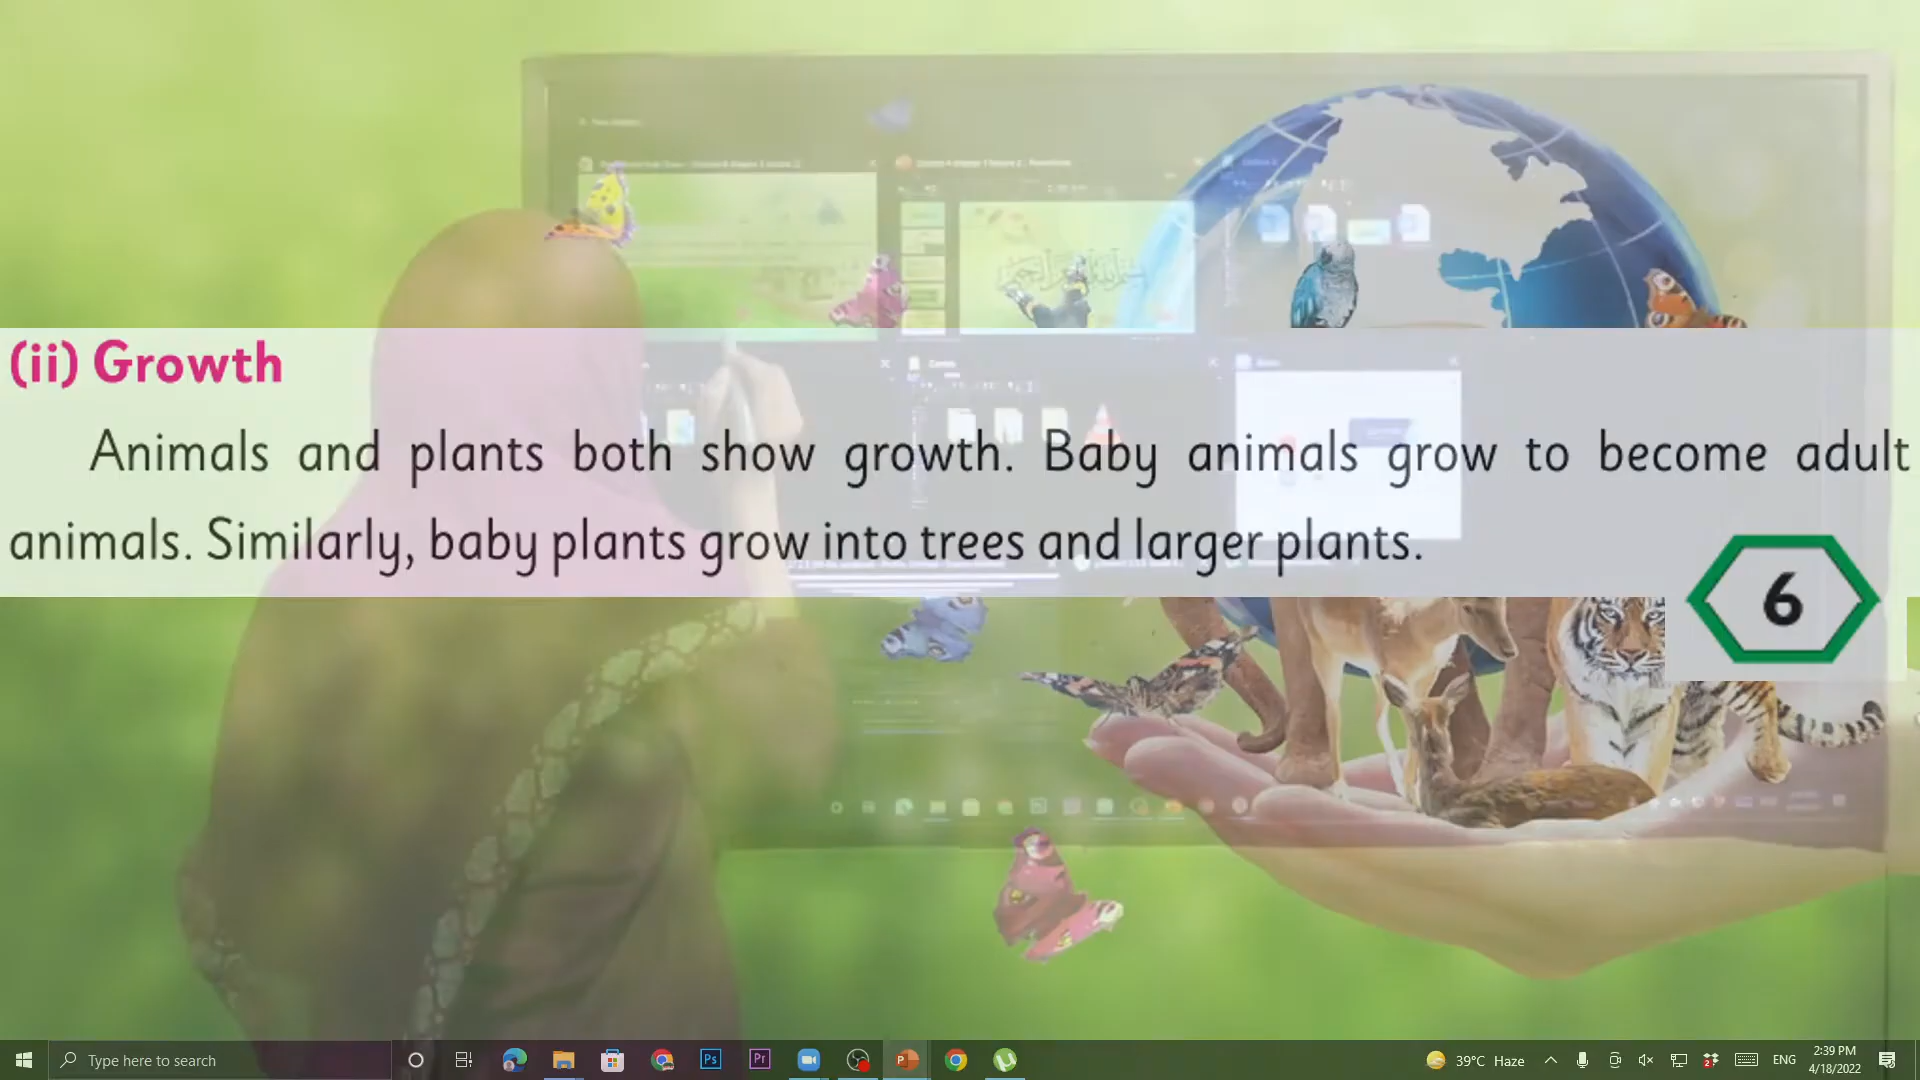 (ii) Growth
Animals and plants both show growth. Baby animals grow to become adult
animals. Similarly, baby plants grow into trees and larger plants.
6
Type here to search
Ps
Pr
39°C Haze
ENG
2:39 PM
4/18/2022